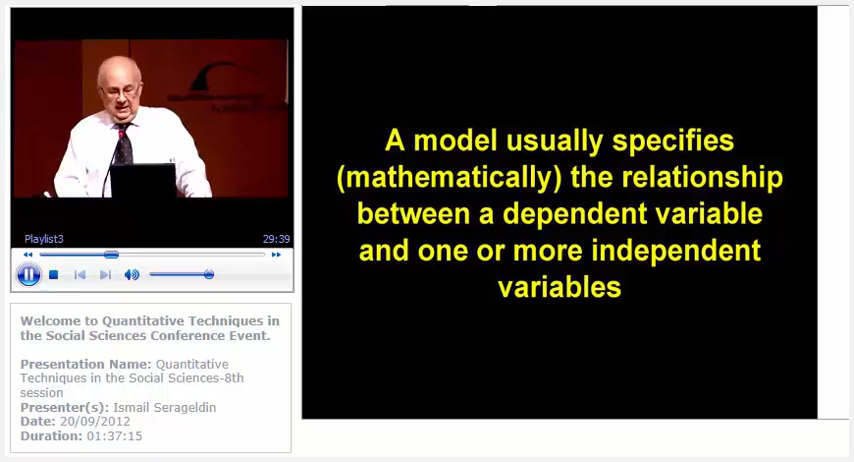 Playlist3
29:39
Welcome to Quantitative Techniques in
the Social Sciences Conference Event.
Presentation Name: Quantitative
Techniques in the Social Sciences-8th
session
Presenter(s): Ismail Serageldin
Date: 20/09/2012
Duration: 01:37:15
A model usually specifies
(mathematically) the relationship
between a dependent variable
and one or more independent
variables